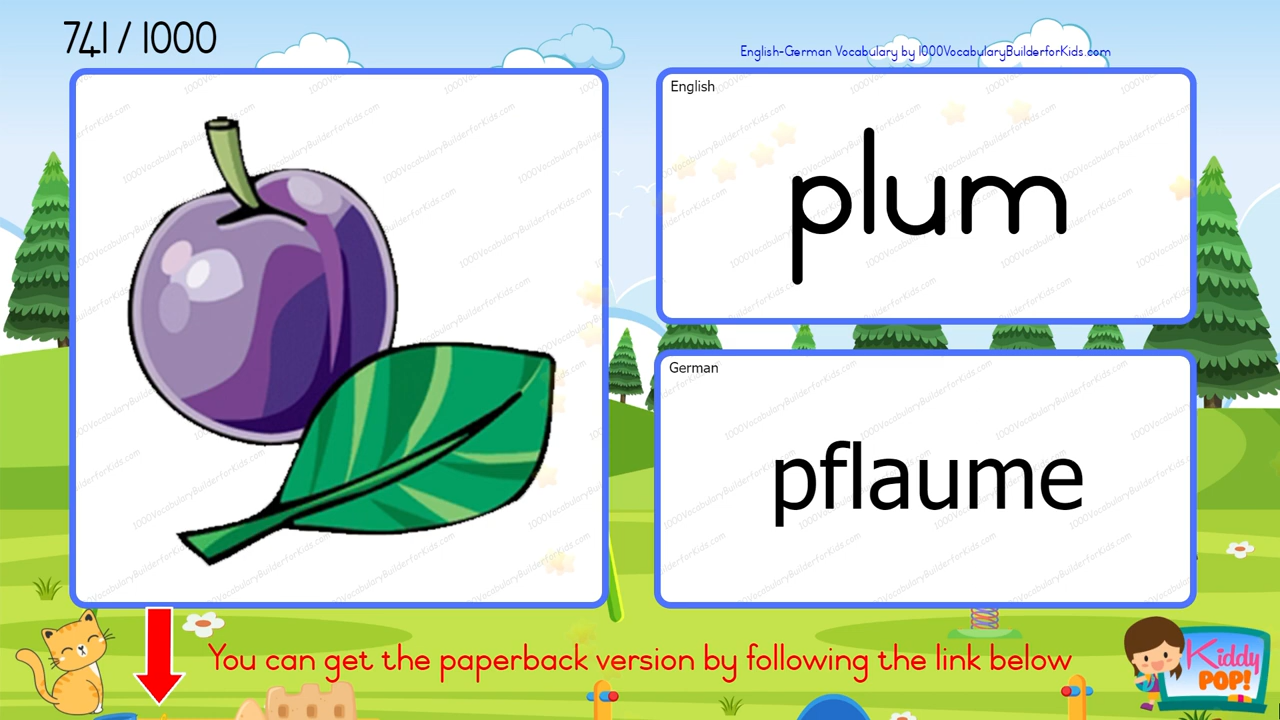 741 / 1000
English-German Vocabulary by 1000VocabularyBuilderforKids.com
English
plum
German
pflaume
You can get the paperback version by following the link below
Kiddy
POP!